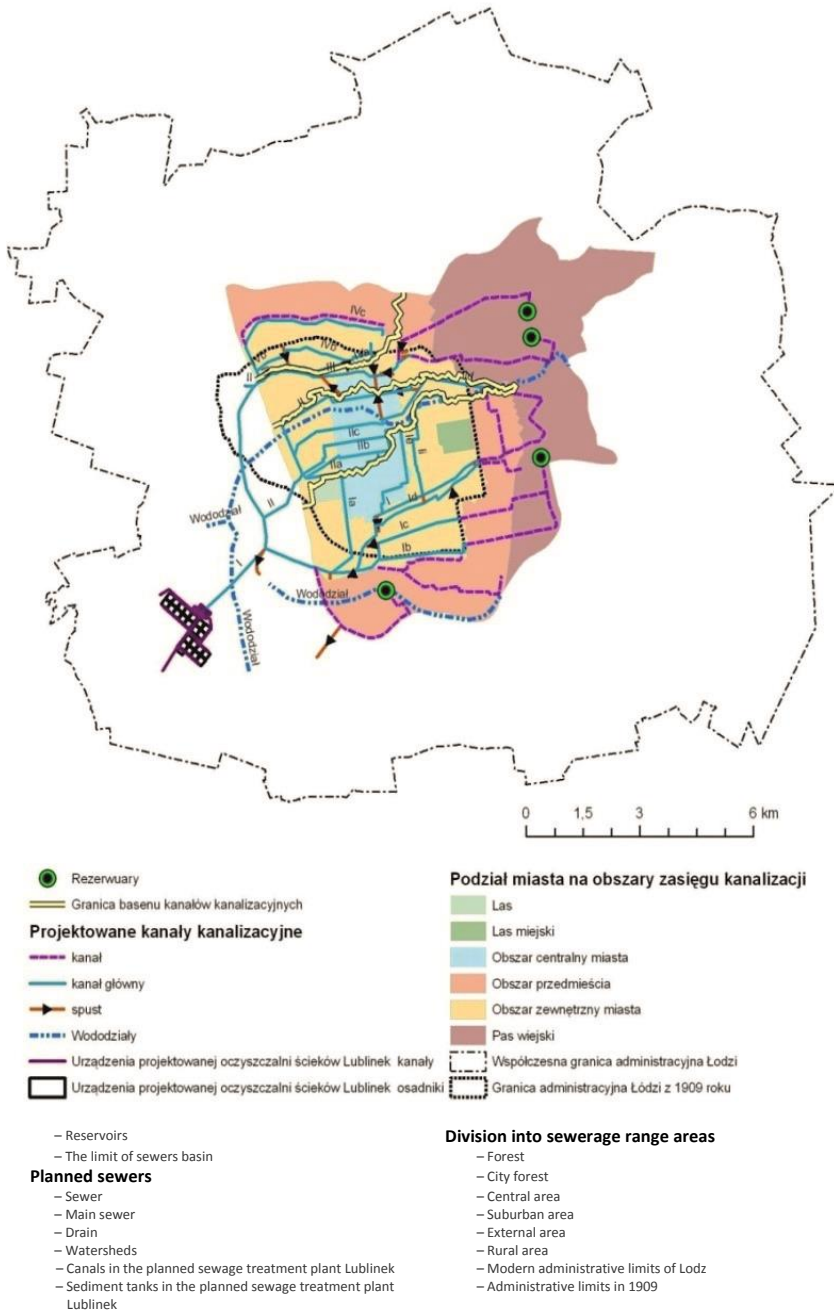 IVc
IVb
III
II
IIc
IIb
IIa
Ie
II
Ia
I
Id
Ic
Ib
Wododział
Wododział
Wododział
0 1,5 3 6 km
Rezerwuary
Granica basenu kanałów kanalizacyjnych
Projektowane kanały kanalizacyjne
kanał
kanał główny
spust
Wododziały
Urządzenia projektowanej oczyszczalni ścieków Lublinek kanały
Urządzenia projektowanej oczyszczalni ścieków Lublinek osadniki
Podział miasta na obszary zasięgu kanalizacji
Las
Las miejski
Obszar centralny miasta
Obszar przedmieścia
Obszar zewnętrzny miasta
Pas wiejski
Współczesna granica administracyjna Łodzi
Granica administracyjna Łódzi z 1909 roku
– Reservoirs
– The limit of sewers basin
Planned sewers
– Sewer
– Main sewer
– Drain
– Watersheds
– Canals in the planned sewage treatment plant Lublinek
– Sediment tanks in the planned sewage treatment plant
Lublinek
Division into sewerage range areas
– Forest
– City forest
– Central area
– Suburban area
– External area
– Rural area
– Modern administrative limits of Lodz
– Administrative limits in 1909